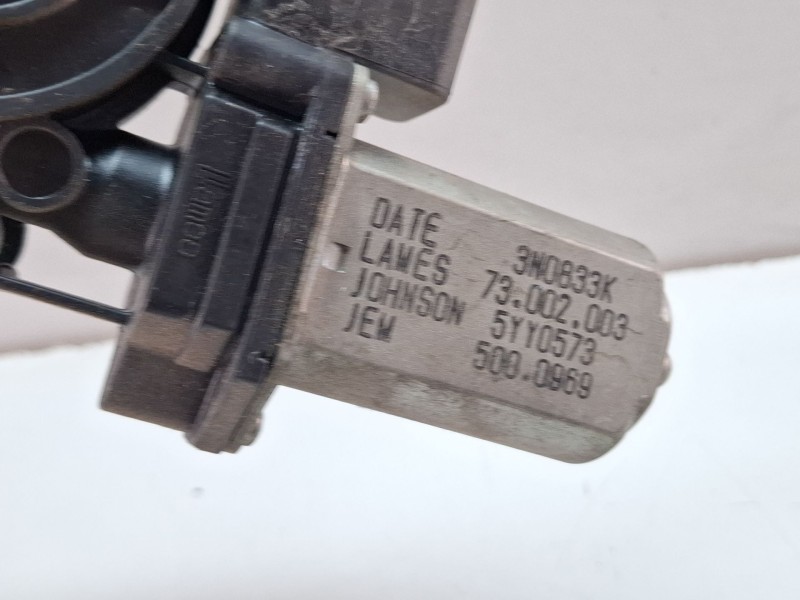 DATE 3N0833K
LAMES 73.002.003
JOHNSON 5YY0573
JEM 500.0969